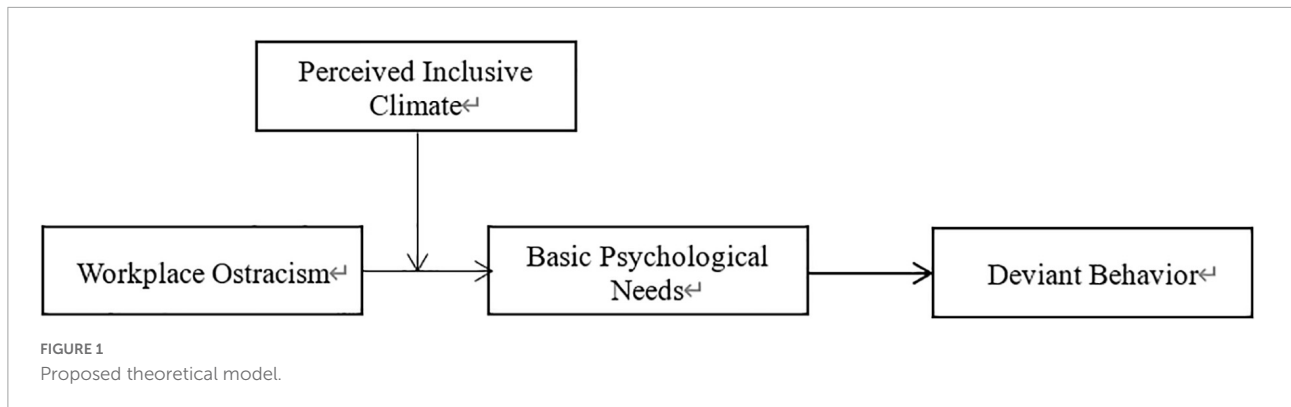 Perceived Inclusive
Climate↵
Workplace Ostracism↵
Basic Psychological
Needs↵
Deviant Behavior↵
FIGURE 1
Proposed theoretical model.